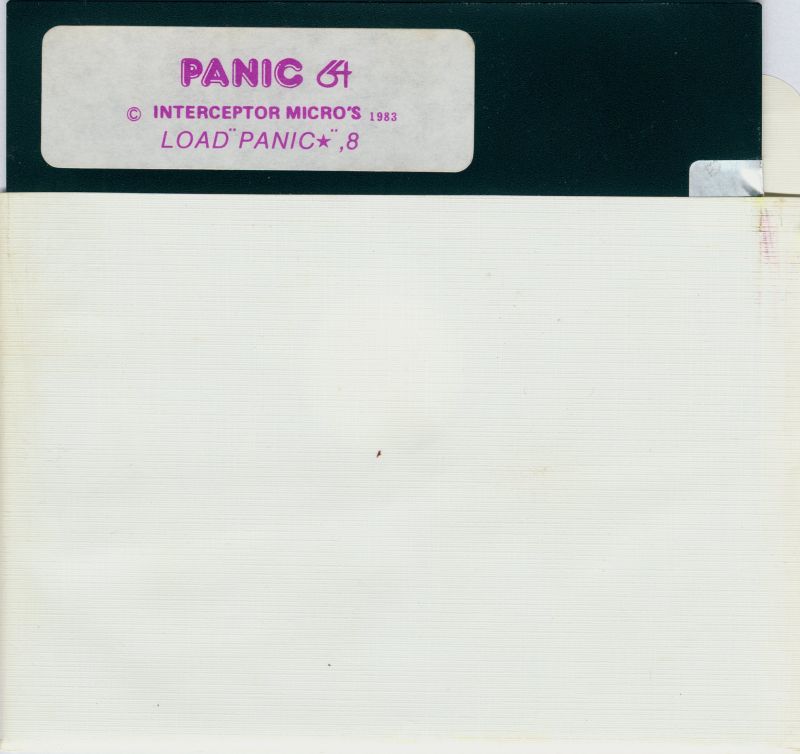 PANIC 64
© INTERCEPTOR MICRO'S 1983
LOAD "PANIC★",8